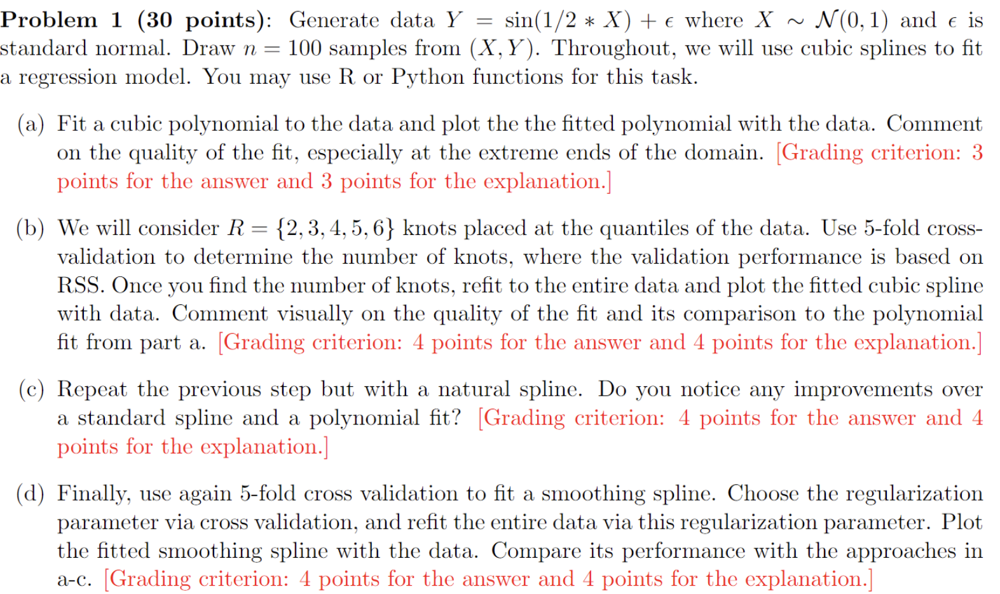 Problem 1 (30 points): Generate data Y = sin(1/2 ∗ X) + ϵ where X ∼ N(0, 1) and ϵ is
standard normal. Draw n = 100 samples from (X, Y). Throughout, we will use cubic splines to fit
a regression model. You may use R or Python functions for this task.
(a) Fit a cubic polynomial to the data and plot the the fitted polynomial with the data. Comment
on the quality of the fit, especially at the extreme ends of the domain. [Grading criterion: 3
points for the answer and 3 points for the explanation.]
(b) We will consider R = {2, 3, 4, 5, 6} knots placed at the quantiles of the data. Use 5-fold cross-
validation to determine the number of knots, where the validation performance is based on
RSS. Once you find the number of knots, refit to the entire data and plot the fitted cubic spline
with data. Comment visually on the quality of the fit and its comparison to the polynomial
fit from part a. [Grading criterion: 4 points for the answer and 4 points for the explanation.]
(c) Repeat the previous step but with a natural spline. Do you notice any improvements over
a standard spline and a polynomial fit? [Grading criterion: 4 points for the answer and 4
points for the explanation.]
(d) Finally, use again 5-fold cross validation to fit a smoothing spline. Choose the regularization
parameter via cross validation, and refit the entire data via this regularization parameter. Plot
the fitted smoothing spline with the data. Compare its performance with the approaches in
a-c. [Grading criterion: 4 points for the answer and 4 points for the explanation.]